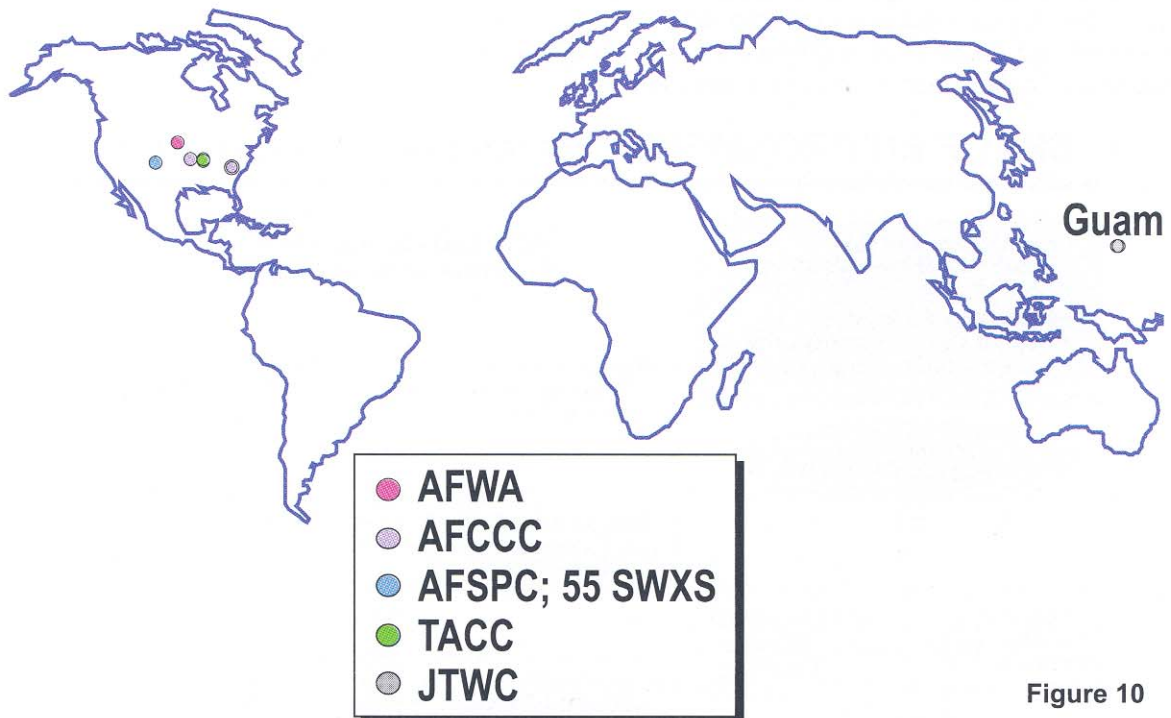 Guam
AFWA
AFCCC
AFSPC; 55 SWXS
TACC
JTWC
Figure 10